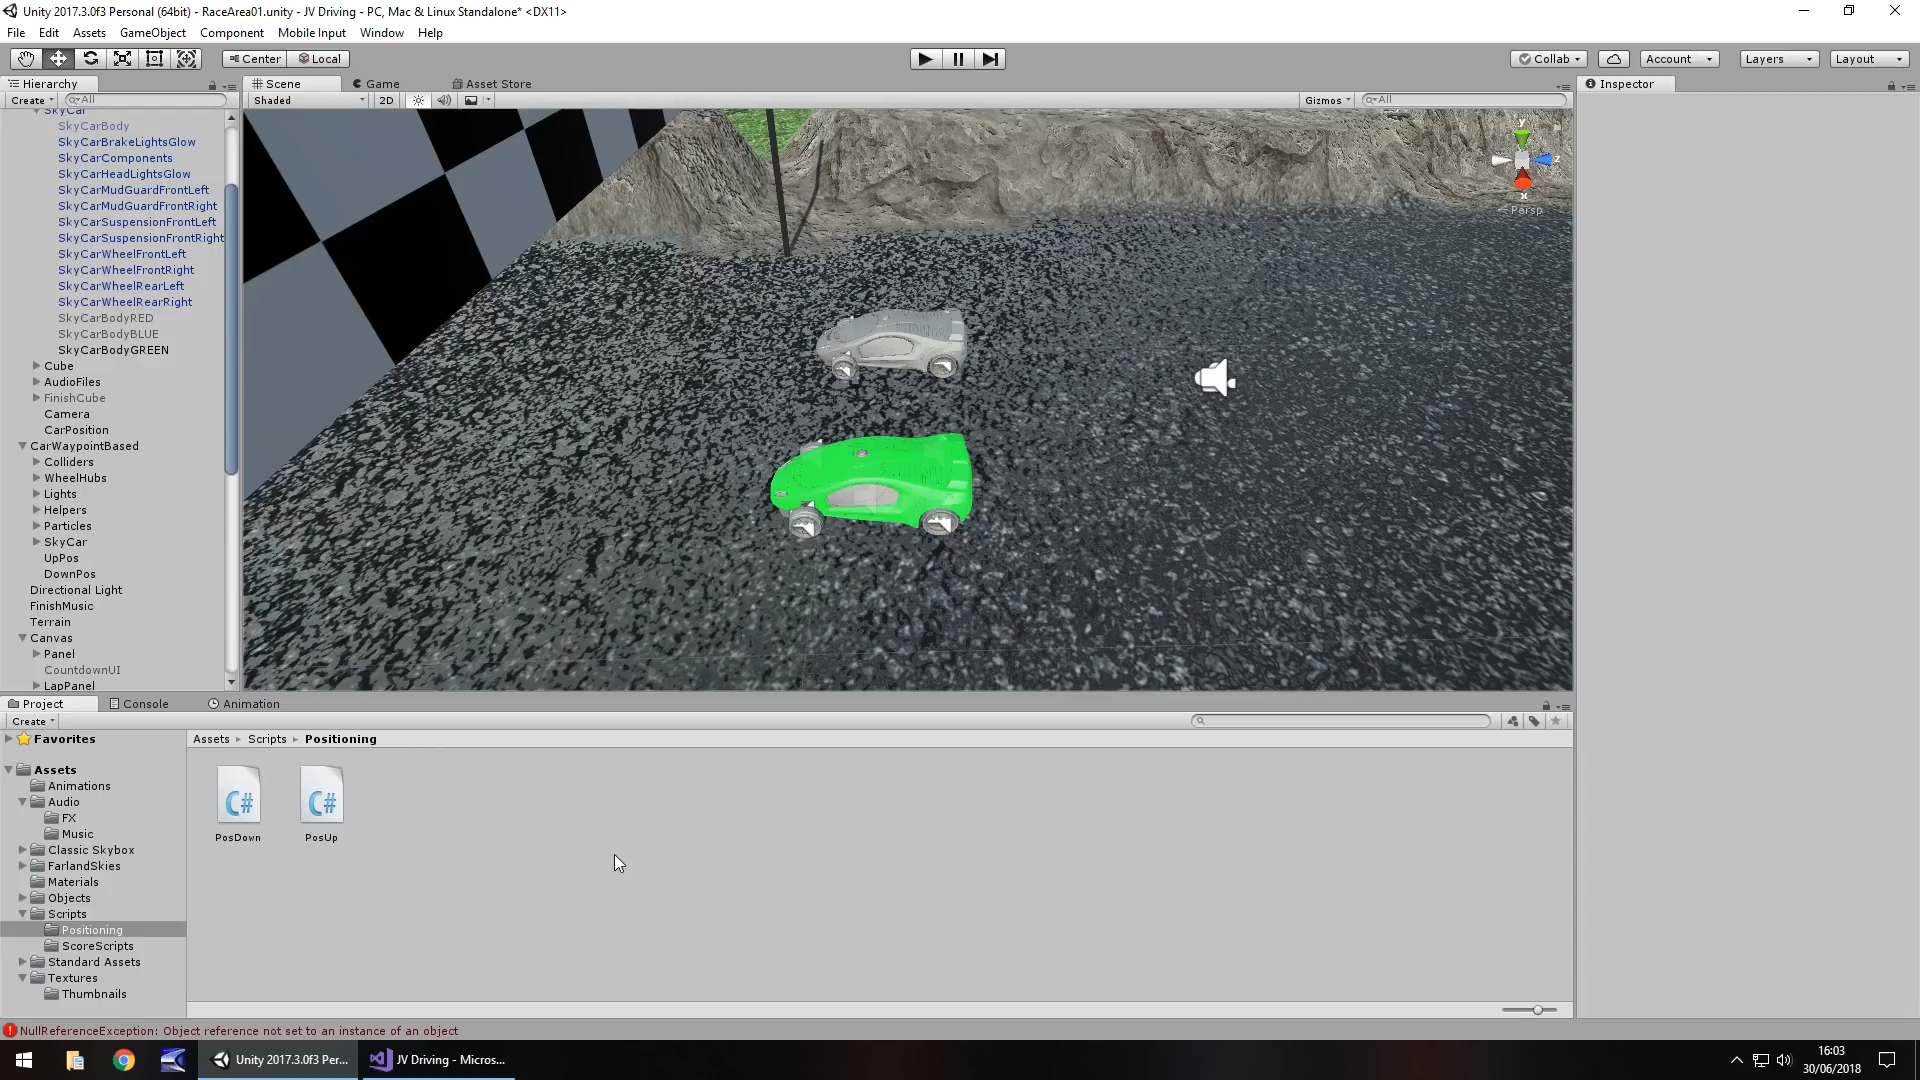 Unity 2017.3.0f3 Personal (64bit) - RaceArea01.unity - JV Driving - PC, Mac & Linux Standalone* <DX11>
File Edit Assets GameObject Component Mobile Input Window Help
Center Local Collab Account Layers Layout
Hierarchy Scene Game Asset Store Inspector
Create All Shaded 2D Gizmos All
SkyCar
SkyCarBody
SkyCarBrakeLightsGlow
SkyCarComponents
SkyCarHeadLightsGlow
SkyCarMudGuardFrontLeft
SkyCarMudGuardFrontRight
SkyCarSuspensionFrontLeft
SkyCarSuspensionFrontRight
SkyCarWheelFrontLeft
SkyCarWheelFrontRight
SkyCarWheelRearLeft
SkyCarWheelRearRight
SkyCarBodyRED
SkyCarBodyBLUE
SkyCarBodyGREEN
Cube
AudioFiles
FinishCube
Camera
CarPosition
CarWaypointBased
Colliders
WheelHubs
Lights
Helpers
Particles
SkyCar
UpPos
DownPos
Directional Light
FinishMusic
Terrain
Canvas
Panel
CountdownUI
LapPanel
y
z
x
Persp
Project Console Animation
Create
Favorites
Assets
Animations
Audio
FX
Music
Classic Skybox
FarlandSkies
Materials
Objects
Scripts
Positioning
ScoreScripts
Standard Assets
Textures
Thumbnails
Assets Scripts Positioning
C# C#
PosDown PosUp
NullReferenceException: Object reference not set to an instance of an object
Unity 2017.3.0f3 Per... JV Driving - Micros...
16:03
30/06/2018